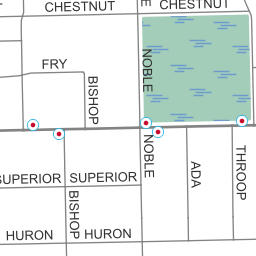 CHESTNUT
CHESTNUT
NOBLE
FRY
BISHOP
NOBLE
ADA
THROOP
SUPERIOR
SUPERIOR
BISHOP
HURON
HURON